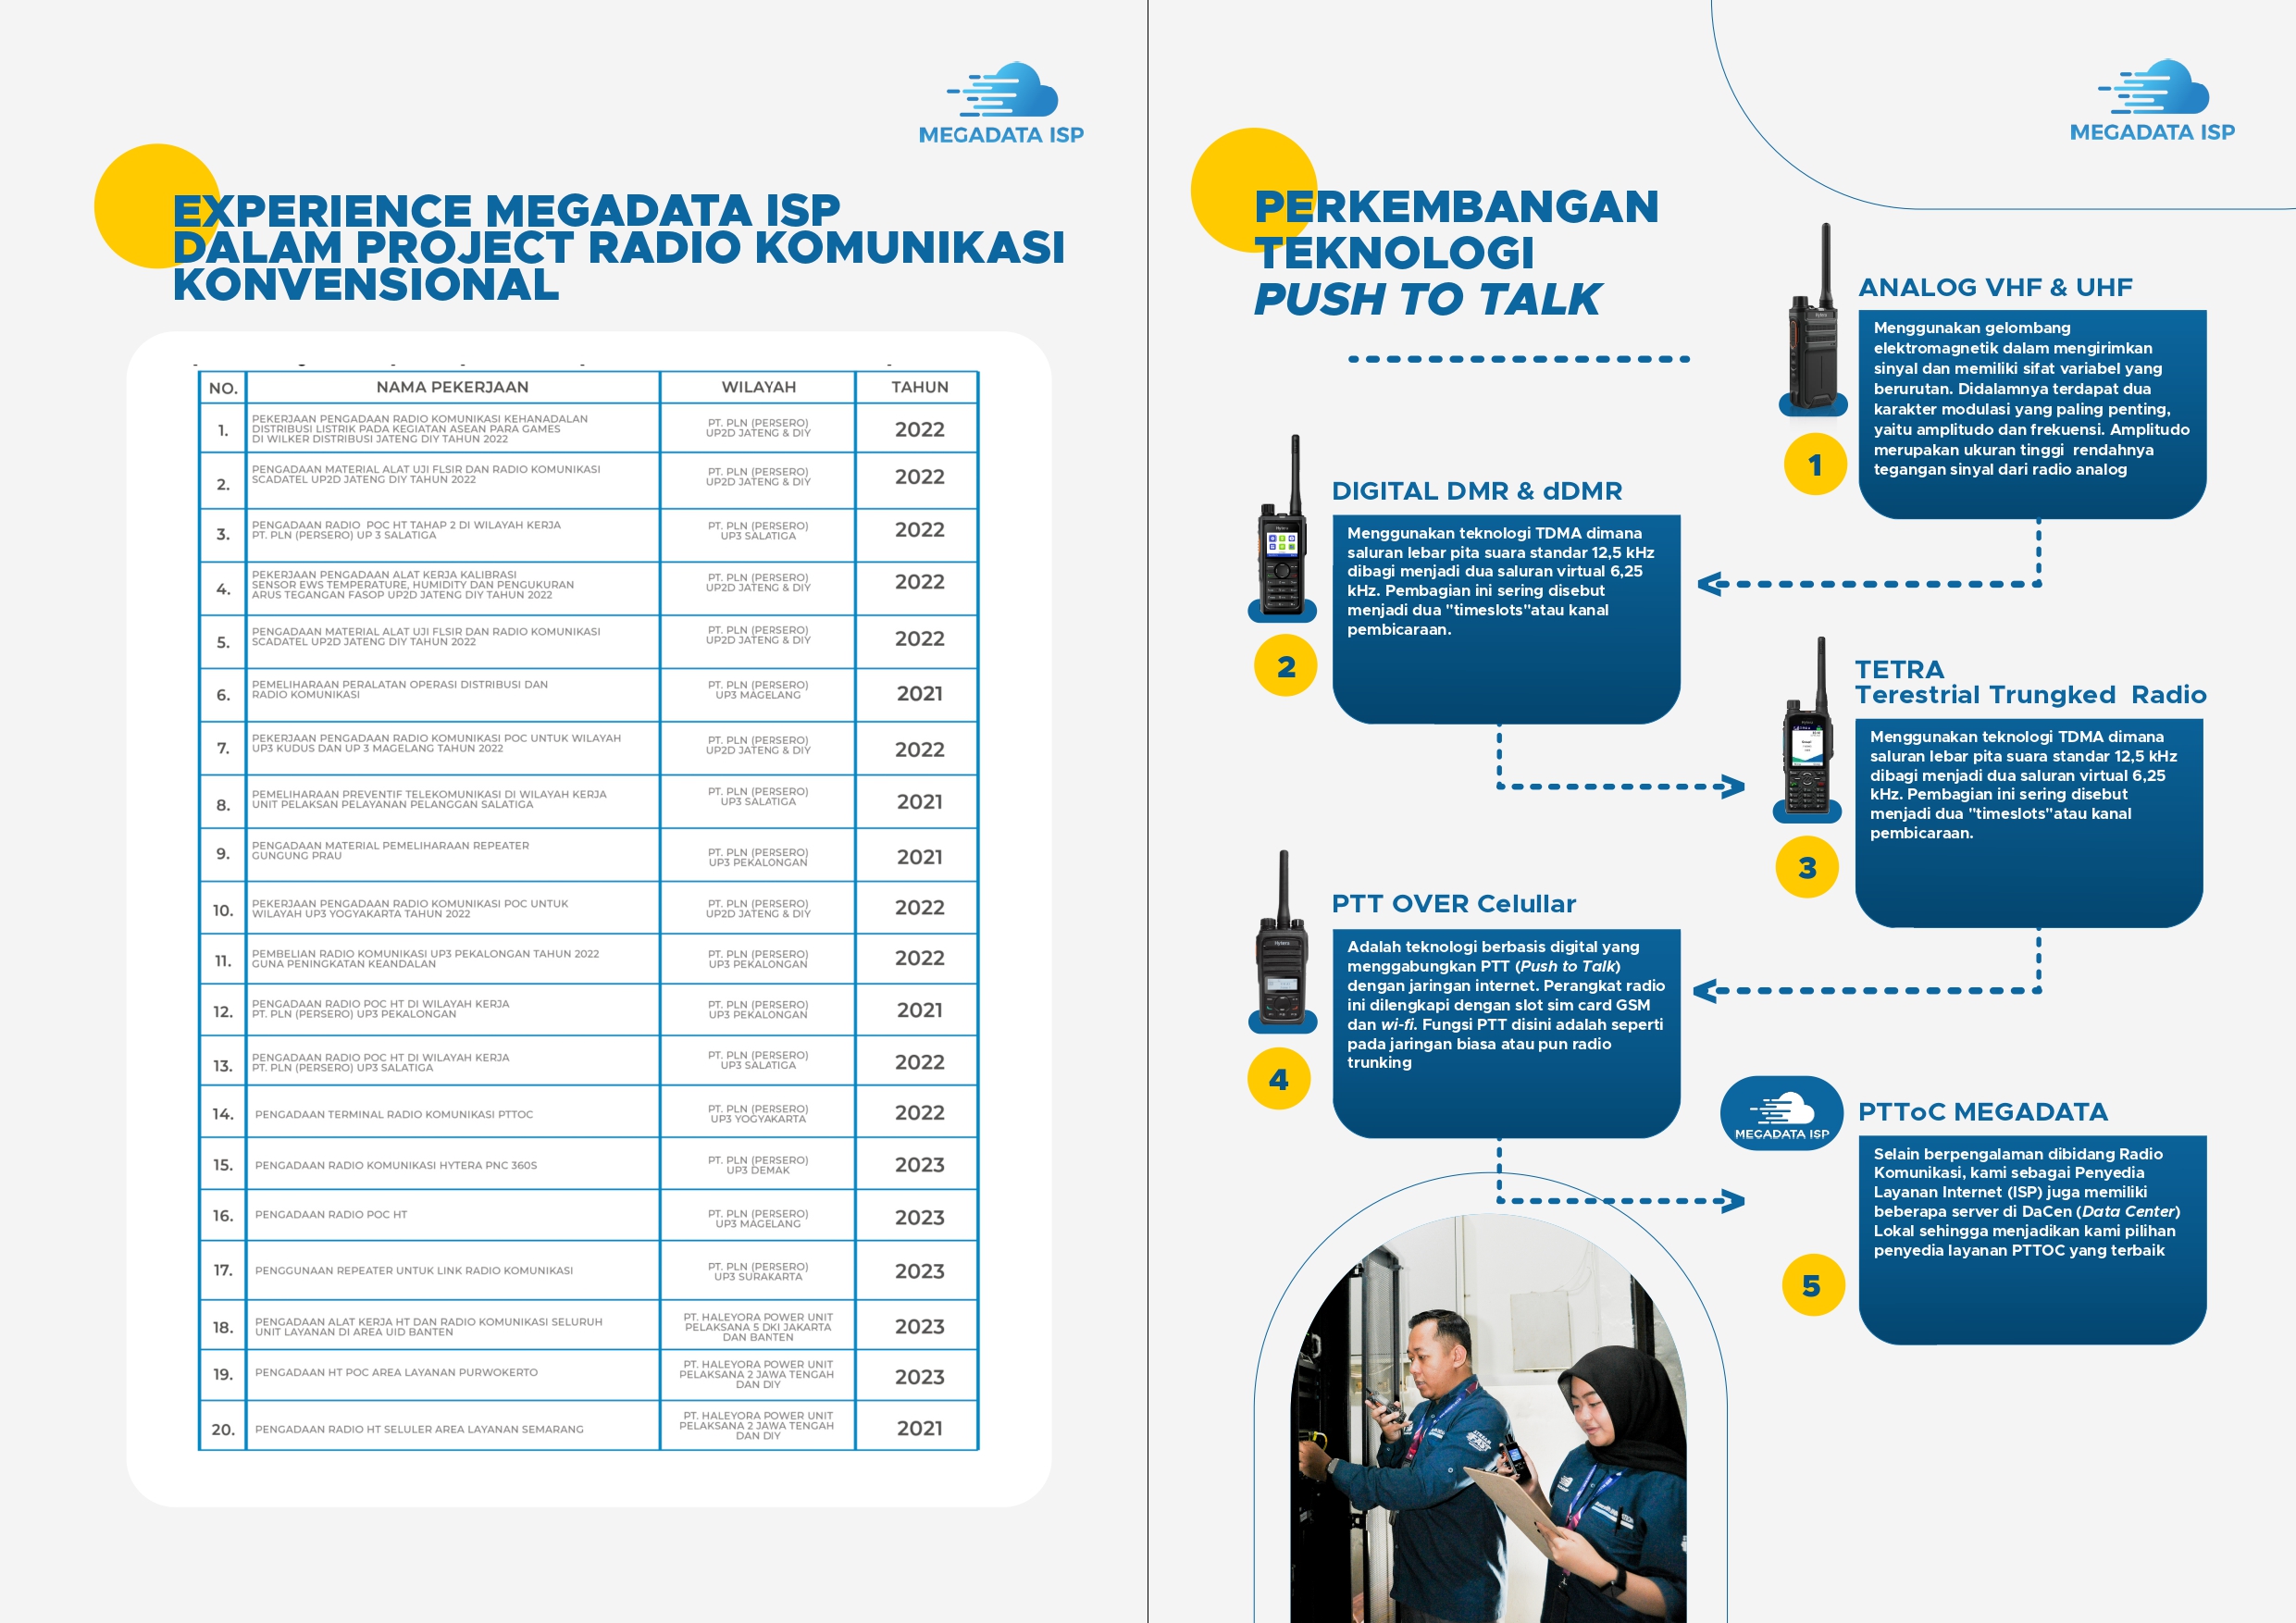 MEGADATA ISP
EXPERIENCE MEGADATA ISP
DALAM PROJECT RADIO KOMUNIKASI
KONVENSIONAL
NO. NAMA PEKERJAAN WILAYAH TAHUN
1. PEKERJAAN PENGADAAN RADIO KOMUNIKASI KEHANADALAN
DISTRIBUSI LISTRIK PADA KEGIATAN ASEAN PARA GAMES
DI WILKER DISTRIBUSI JATENG DIY TAHUN 2022
PT. PLN (PERSERO)
UP2D JATENG & DIY
2022
2. PENGADAAN MATERIAL ALAT UJI FLSIR DAN RADIO KOMUNIKASI
SCADATEL UP2D JATENG DIY TAHUN 2022
PT. PLN (PERSERO)
UP2D JATENG & DIY
2022
3. PENGADAAN RADIO POC HT TAHAP 2 DI WILAYAH KERJA
PT. PLN (PERSERO) UP 3 SALATIGA
PT. PLN (PERSERO)
UP3 SALATIGA
2022
4. PEKERJAAN PENGADAAN ALAT KERJA KALIBRASI
SENSOR EWS TEMPERATURE, HUMIDITY DAN PENGUKURAN
ARUS TEGANGAN FASOP UP2D JATENG DIY TAHUN 2022
PT. PLN (PERSERO)
UP2D JATENG & DIY
2022
5. PENGADAAN MATERIAL ALAT UJI FLSIR DAN RADIO KOMUNIKASI
SCADATEL UP2D JATENG DIY TAHUN 2022
PT. PLN (PERSERO)
UP2D JATENG & DIY
2022
6. PEMELIHARAAN PERALATAN OPERASI DISTRIBUSI DAN
RADIO KOMUNIKASI
PT. PLN (PERSERO)
UP3 MAGELANG
2021
7. PEKERJAAN PENGADAAN RADIO KOMUNIKASI POC UNTUK WILAYAH
UP3 KUDUS DAN UP 3 MAGELANG TAHUN 2022
PT. PLN (PERSERO)
UP2D JATENG & DIY
2022
8. PEMELIHARAAN PREVENTIF TELEKOMUNIKASI DI WILAYAH KERJA
UNIT PELAKSAN PELAYANAN PELANGGAN SALATIGA
PT. PLN (PERSERO)
UP3 SALATIGA
2021
9. PENGADAAN MATERIAL PEMELIHARAAN REPEATER
GUNGUNG PRAU
PT. PLN (PERSERO)
UP3 PEKALONGAN
2021
10. PEKERJAAN PENGADAAN RADIO KOMUNIKASI POC UNTUK
WILAYAH UP3 YOGYAKARTA TAHUN 2022
PT. PLN (PERSERO)
UP2D JATENG & DIY
2022
11. PEMBELIAN RADIO KOMUNIKASI UP3 PEKALONGAN TAHUN 2022
GUNA PENINGKATAN KEANDALAN
PT. PLN (PERSERO)
UP3 PEKALONGAN
2022
12. PENGADAAN RADIO POC HT DI WILAYAH KERJA
PT. PLN (PERSERO) UP3 PEKALONGAN
PT. PLN (PERSERO)
UP3 PEKALONGAN
2021
13. PENGADAAN RADIO POC HT DI WILAYAH KERJA
PT. PLN (PERSERO) UP3 SALATIGA
PT. PLN (PERSERO)
UP3 SALATIGA
2022
14. PENGADAAN TERMINAL RADIO KOMUNIKASI PTTOC
PT. PLN (PERSERO)
UP3 YOGYAKARTA
2022
15. PENGADAAN RADIO KOMUNIKASI HYTERA PNC 360S
PT. PLN (PERSERO)
UP3 DEMAK
2023
16. PENGADAAN RADIO POC HT
PT. PLN (PERSERO)
UP3 MAGELANG
2023
17. PENGGUNAAN REPEATER UNTUK LINK RADIO KOMUNIKASI
PT. PLN (PERSERO)
UP3 SURAKARTA
2023
18. PENGADAAN ALAT KERJA HT DAN RADIO KOMUNIKASI SELURUH
UNIT LAYANAN DI AREA UID BANTEN
PT. HALEYORA POWER UNIT
PELAKSANA 5 DKI JAKARTA
DAN BANTEN
2023
19. PENGADAAN HT POC AREA LAYANAN PURWOKERTO
PT. HALEYORA POWER UNIT
PELAKSANA 2 JAWA TENGAH
DAN DIY
2023
20. PENGADAAN RADIO HT SELULER AREA LAYANAN SEMARANG
PT. HALEYORA POWER UNIT
PELAKSANA 2 JAWA TENGAH
DAN DIY
2021
MEGADATA ISP
PERKEMBANGAN
TEKNOLOGI
PUSH TO TALK
ANALOG VHF & UHF
Menggunakan gelombang
elektromagnetik dalam mengirimkan
sinyal dan memiliki sifat variabel yang
berurutan. Didalamnya terdapat dua
karakter modulasi yang paling penting,
yaitu amplitudo dan frekuensi. Amplitudo
merupakan ukuran tinggi rendahnya
tegangan sinyal dari radio analog
1
DIGITAL DMR & dDMR
Menggunakan teknologi TDMA dimana
saluran lebar pita suara standar 12,5 kHz
dibagi menjadi dua saluran virtual 6,25
kHz. Pembagian ini sering disebut
menjadi dua "timeslots"atau kanal
pembicaraan.
2
TETRA
Terestrial Trungked Radio
Menggunakan teknologi TDMA dimana
saluran lebar pita suara standar 12,5 kHz
dibagi menjadi dua saluran virtual 6,25
kHz. Pembagian ini sering disebut
menjadi dua "timeslots"atau kanal
pembicaraan.
3
PTT OVER Celullar
Hytera
Adalah teknologi berbasis digital yang
menggabungkan PTT (Push to Talk)
dengan jaringan internet. Perangkat radio
ini dilengkapi dengan slot sim card GSM
dan wi-fi. Fungsi PTT disini adalah seperti
pada jaringan biasa atau pun radio
trunking
4
MEGADATA ISP
PTToC MEGADATA
Selain berpengalaman dibidang Radio
Komunikasi, kami sebagai Penyedia
Layanan Internet (ISP) juga memiliki
beberapa server di DaCen (Data Center)
Lokal sehingga menjadikan kami pilihan
penyedia layanan PTTOC yang terbaik
5